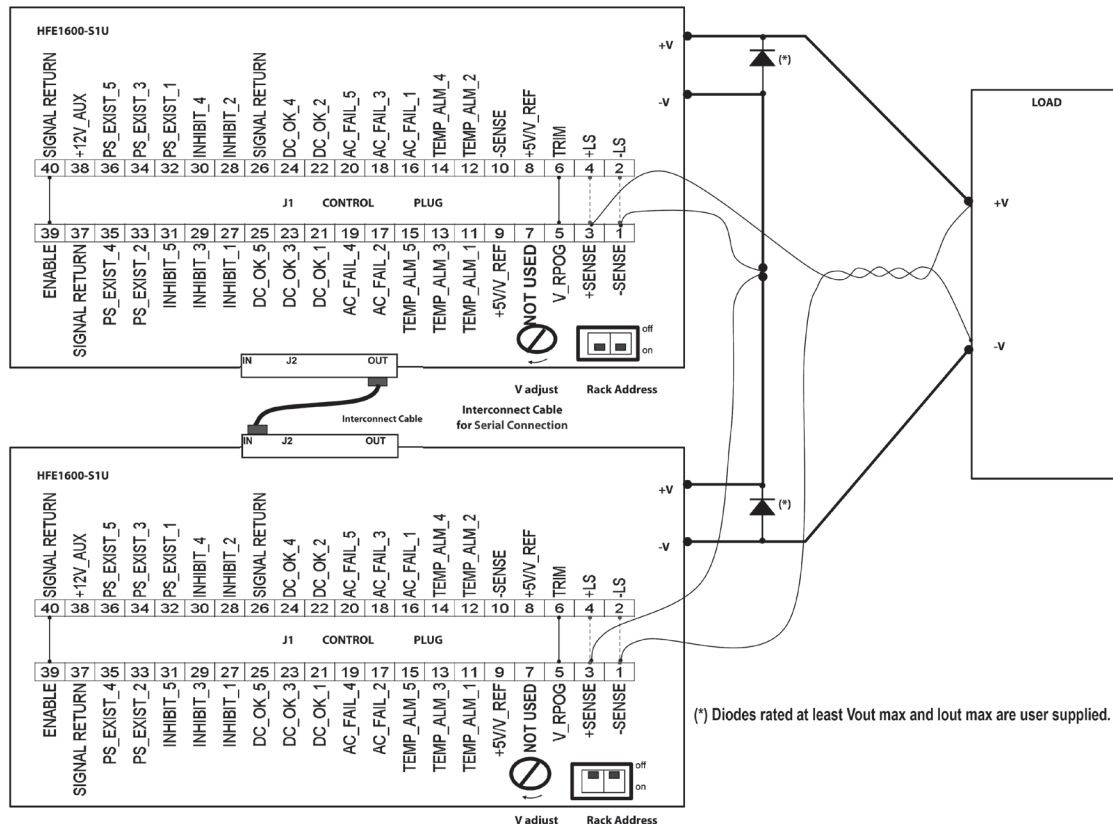 HFE1600-S1U
+V
(*)
-V
LOAD
SIGNAL RETURN
+12V_AUX
PS_EXIST_5
PS_EXIST_3
PS_EXIST_1
INHIBIT_4
INHIBIT_2
SIGNAL RETURN
DC_OK_4
DC_OK_2
AC_FAIL_5
AC_FAIL_3
AC_FAIL_1
TEMP_ALM_4
TEMP_ALM_2
-SENSE
+5V/V_REF
TRIM
+LS
-LS
40 38 36 34 32 30 28 26 24 22 20 18 16 14 12 10 8 6 4 2
J1 CONTROL PLUG
39 37 35 33 31 29 27 25 23 21 19 17 15 13 11 9 7 5 3 1
ENABLE
SIGNAL RETURN
PS_EXIST_4
PS_EXIST_2
INHIBIT_5
INHIBIT_3
INHIBIT_1
DC_OK_5
DC_OK_3
DC_OK_1
AC_FAIL_4
AC_FAIL_2
TEMP_ALM_5
TEMP_ALM_3
TEMP_ALM_1
+5V/V_REF
NOT USED
V_RPOG
+SENSE
-SENSE
+V
-V
off
on
IN J2 OUT
V adjust Rack Address
Interconnect Cable
Interconnect Cable
for Serial Connection
IN J2 OUT
HFE1600-S1U
+V
(*)
-V
SIGNAL RETURN
+12V_AUX
PS_EXIST_5
PS_EXIST_3
PS_EXIST_1
INHIBIT_4
INHIBIT_2
SIGNAL RETURN
DC_OK_4
DC_OK_2
AC_FAIL_5
AC_FAIL_3
AC_FAIL_1
TEMP_ALM_4
TEMP_ALM_2
-SENSE
+5V/V_REF
TRIM
+LS
-LS
40 38 36 34 32 30 28 26 24 22 20 18 16 14 12 10 8 6 4 2
J1 CONTROL PLUG
39 37 35 33 31 29 27 25 23 21 19 17 15 13 11 9 7 5 3 1
ENABLE
SIGNAL RETURN
PS_EXIST_4
PS_EXIST_2
INHIBIT_5
INHIBIT_3
INHIBIT_1
DC_OK_5
DC_OK_3
DC_OK_1
AC_FAIL_4
AC_FAIL_2
TEMP_ALM_5
TEMP_ALM_3
TEMP_ALM_1
+5V/V_REF
NOT USED
V_RPOG
+SENSE
-SENSE
(*) Diodes rated at least Vout max and Iout max are user supplied.
off
on
V adjust Rack Address